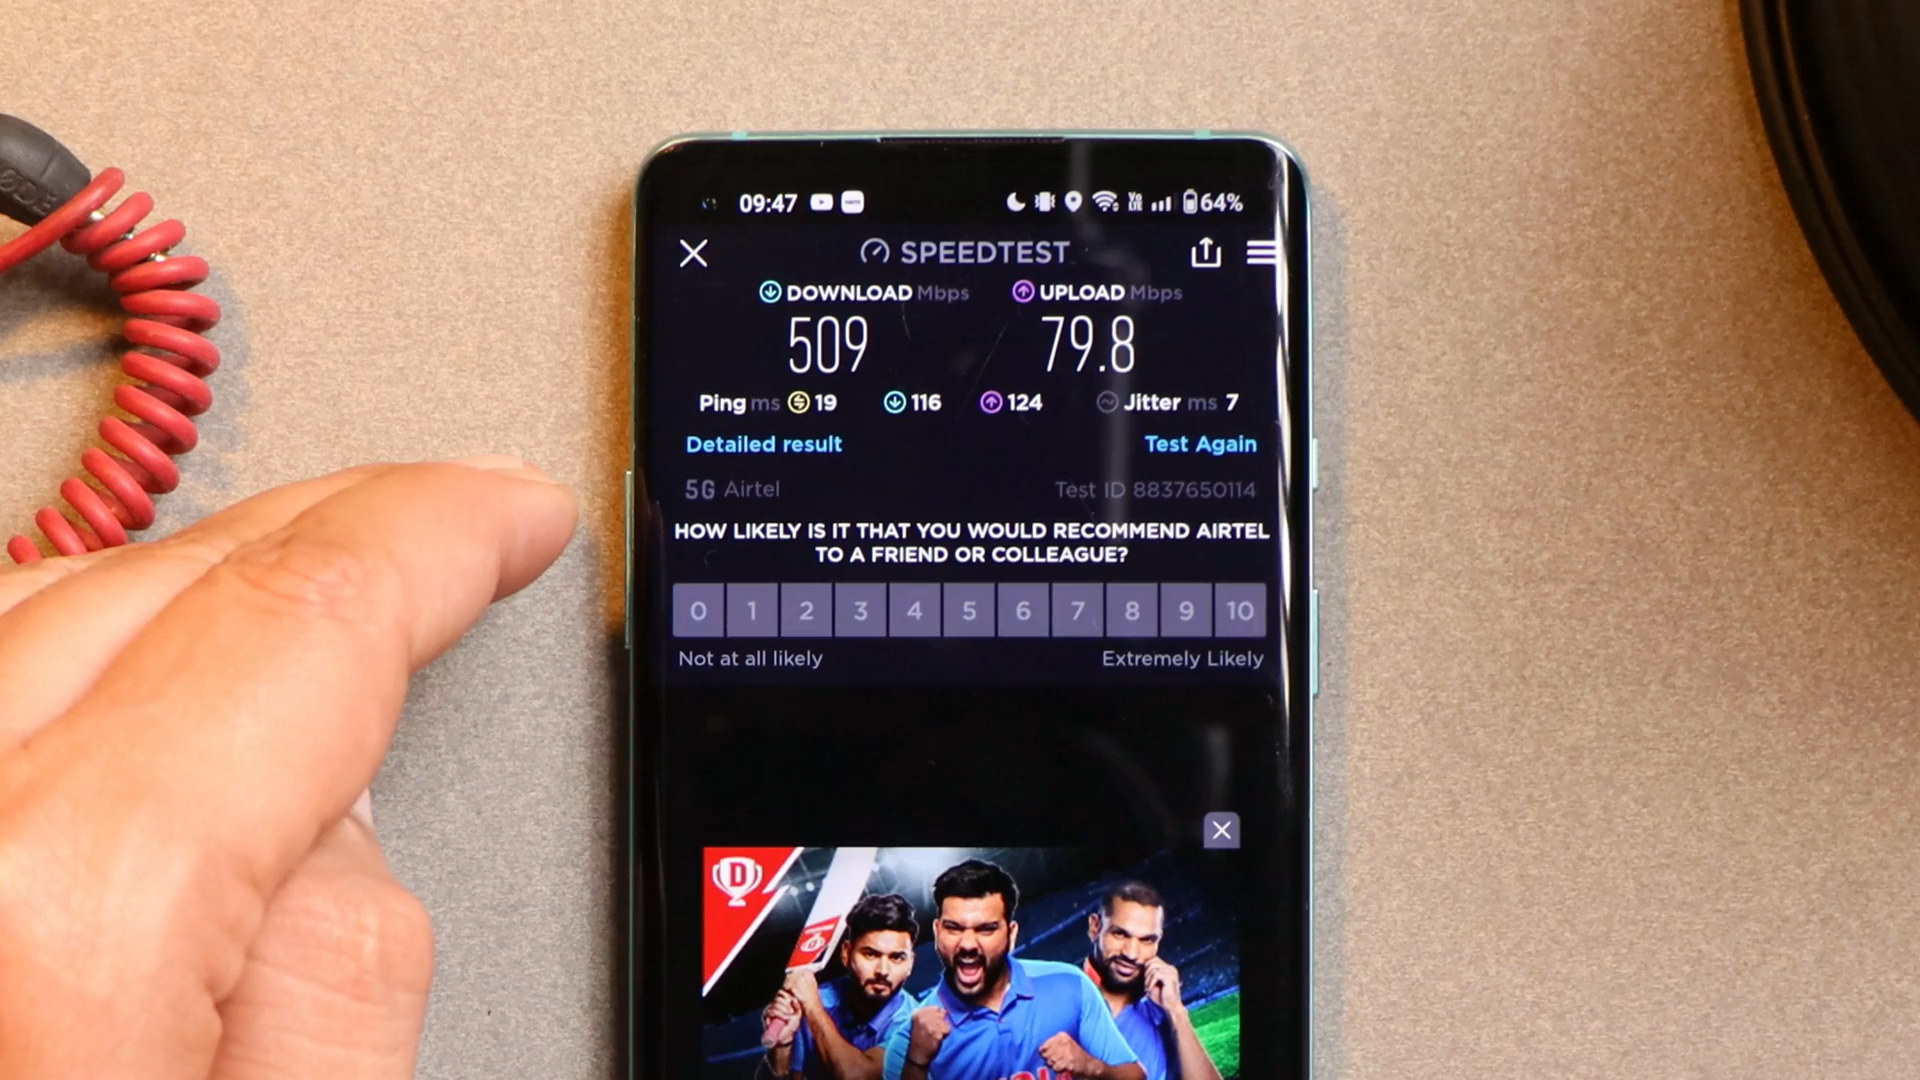 09:47
Vo
LTE
64%
SPEEDTEST
DOWNLOAD Mbps
UPLOAD Mbps
509
79.8
Ping ms 19 116 124 Jitter ms 7
Detailed result
Test Again
5G Airtel
Test ID 8837650114
HOW LIKELY IS IT THAT YOU WOULD RECOMMEND AIRTEL
TO A FRIEND OR COLLEAGUE?
0 1 2 3 4 5 6 7 8 9 10
Not at all likely
Extremely Likely
D